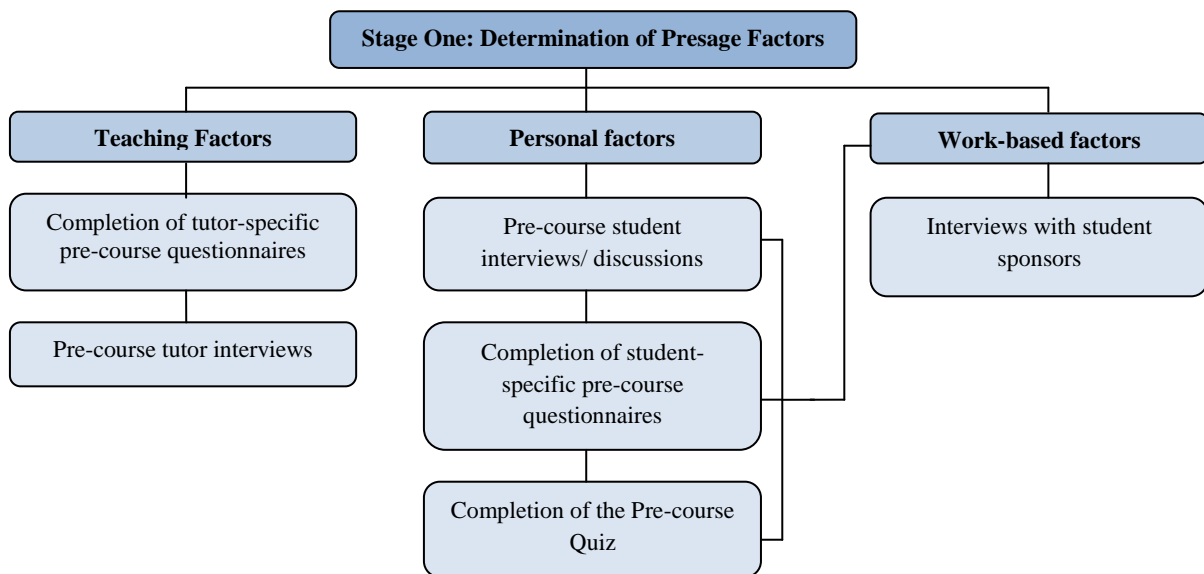 Stage One: Determination of Presage Factors
Teaching Factors
Completion of tutor-specific
pre-course questionnaires
Pre-course tutor interviews
Personal factors
Pre-course student
interviews/ discussions
Completion of student-
specific pre-course
questionnaires
Completion of the Pre-course
Quiz
Work-based factors
Interviews with student
sponsors